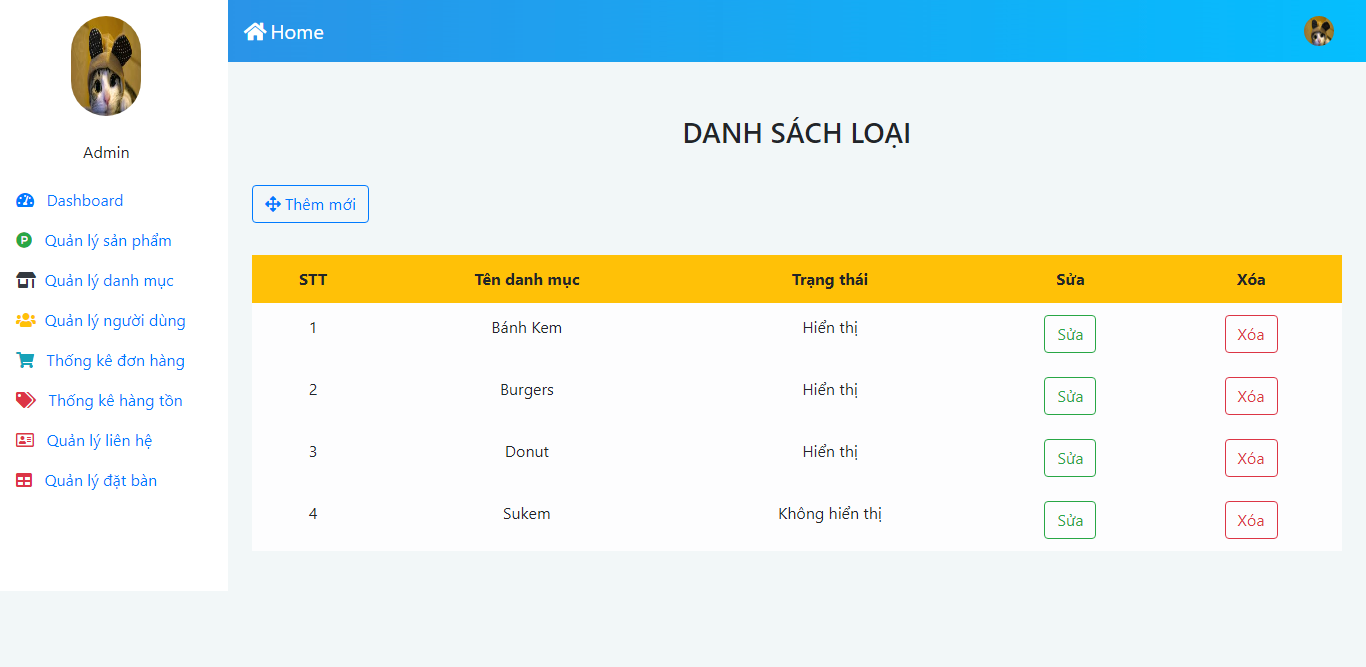 Home
Admin
Dashboard
P Quản lý sản phẩm
Quản lý danh mục
Quản lý người dùng
Thống kê đơn hàng
Thống kê hàng tồn
Quản lý liên hệ
Quản lý đặt bàn
DANH SÁCH LOẠI
Thêm mới
STT Tên danh mục Trạng thái Sửa Xóa
1 Bánh Kem Hiển thị Sửa Xóa
2 Burgers Hiển thị Sửa Xóa
3 Donut Hiển thị Sửa Xóa
4 Sukem Không hiển thị Sửa Xóa